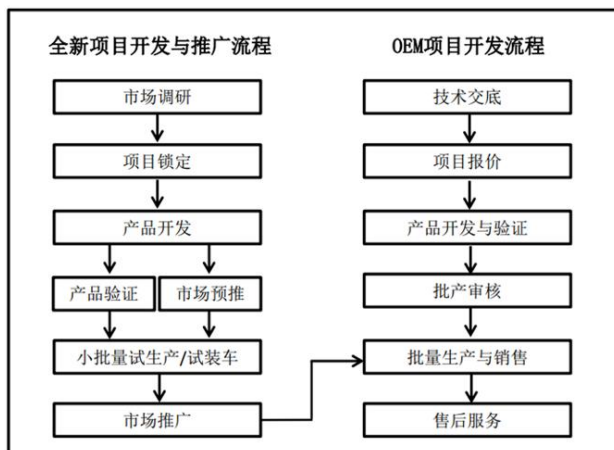 全新项目开发与推广流程
市场调研
项目锁定
产品开发
产品验证
市场预推
小批量试生产/试装车
市场推广
OEM项目开发流程
技术交底
项目报价
产品开发与验证
批产审核
批量生产与销售
售后服务